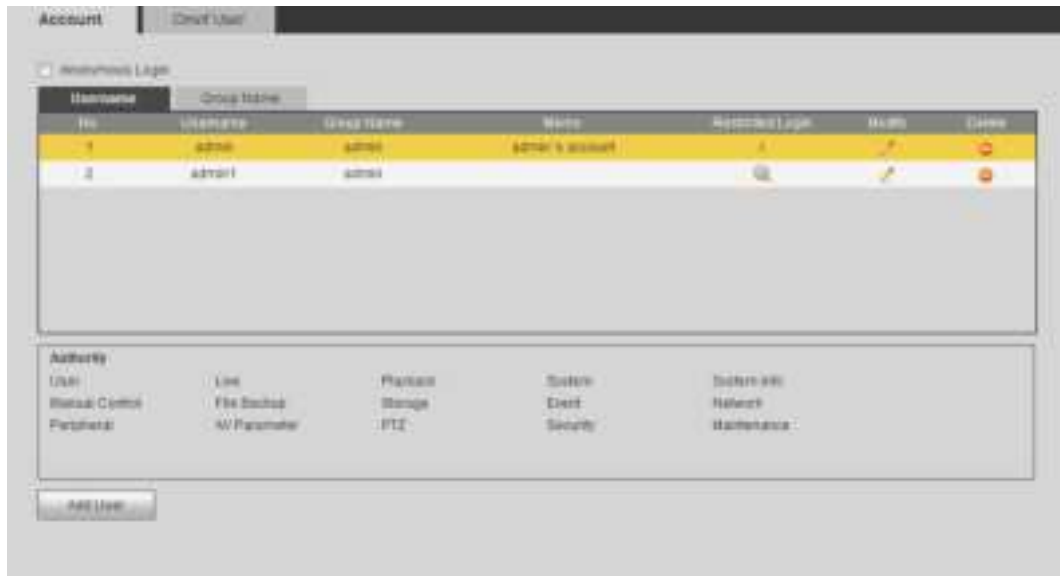 Account Onvif User
Anonymous Login
Username Group Name
No. Username Group Name Memo Restricted Login Modify Delete
1 admin admin admin's account
2 admin1 admin
Authority
User Live Playback System System Info
Manual Control File Backup Storage Event Network
Peripheral AV Parameter PTZ Security Maintenance
Add User